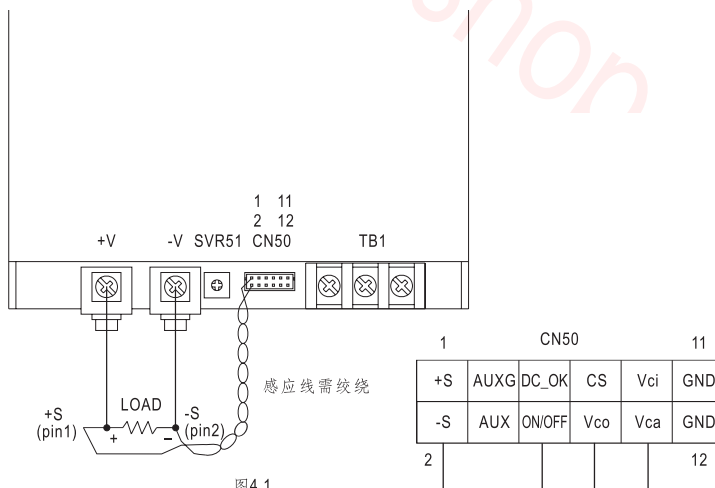 shop
1 11
2 12
+V -V SVR51 CN50 TB1
感应线需绞绕
+S
(pin1)
LOAD
-S
(pin2)
+ −
图4.1
CN50
1 11
+S AUXG DC_OK CS Vci GND
-S AUX ON/OFF Vco Vca GND
2 12